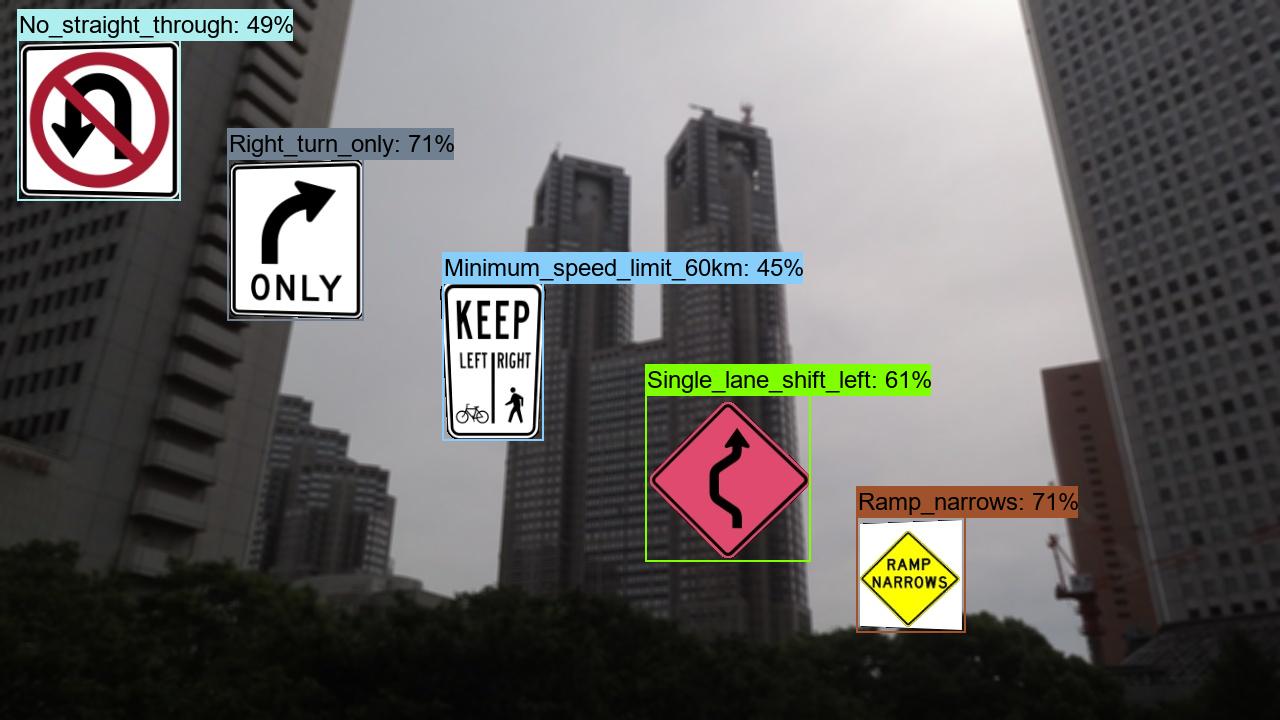 No_straight_through: 49%
Right_turn_only: 71%
ONLY
Minimum_speed_limit_60km: 45%
KEEP
LEFT RIGHT
Single_lane_shift_left: 61%
Ramp_narrows: 71%
RAMP
NARROWS